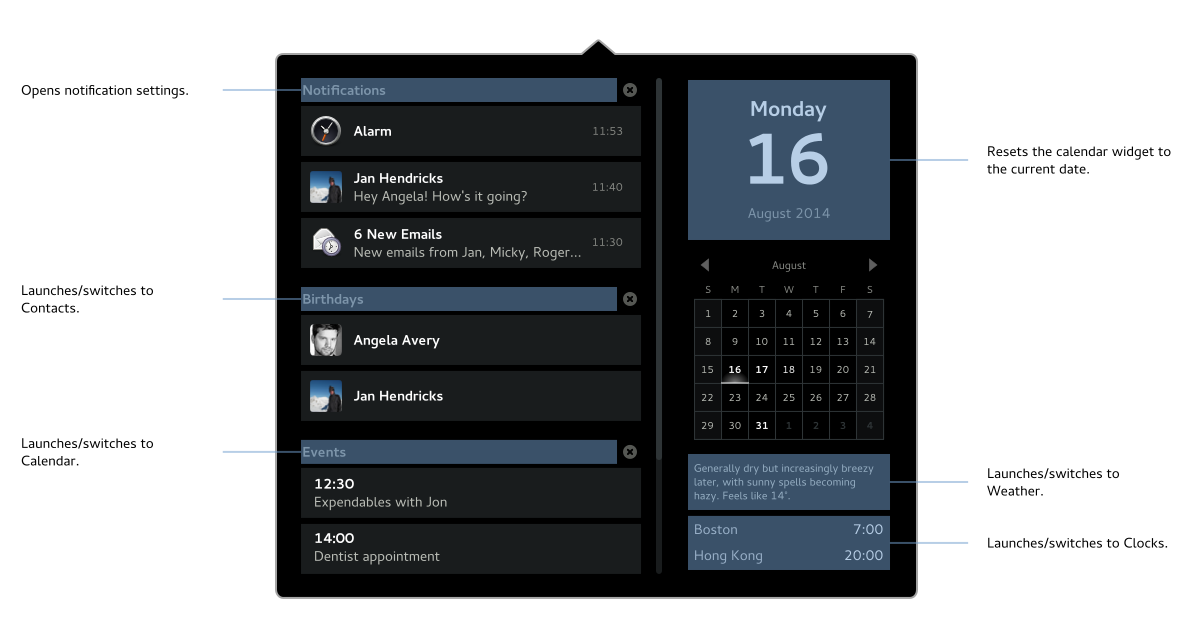 Opens notification settings.
Launches/switches to
Contacts.
Launches/switches to
Calendar.
Notifications
Alarm
11:53
Jan Hendricks
Hey Angela! How's it going?
11:40
6 New Emails
New emails from Jan, Micky, Roger...
11:30
Birthdays
Angela Avery
Jan Hendricks
Events
12:30
Expendables with Jon
14:00
Dentist appointment
Monday
16
August 2014
August
S M T W T F S
1 2 3 4 5 6 7
8 9 10 11 12 13 14
15 16 17 18 19 20 21
22 23 24 25 26 27 28
29 30 31 1 2 3 4
Generally dry but increasingly breezy
later, with sunny spells becoming
hazy. Feels like 14°.
Boston 7:00
Hong Kong 20:00
Resets the calendar widget to
the current date.
Launches/switches to
Weather.
Launches/switches to Clocks.